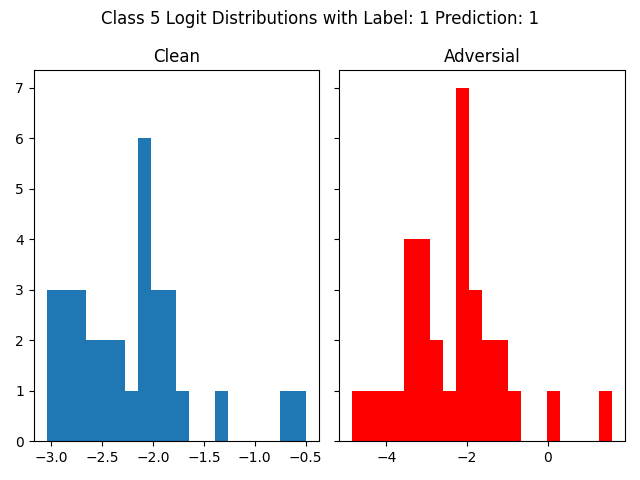 Class 5 Logit Distributions with Label: 1 Prediction: 1
Clean
Adversial
7
6
5
4
3
2
1
0
−3.0 −2.5 −2.0 −1.5 −1.0 −0.5
−4 −2 0